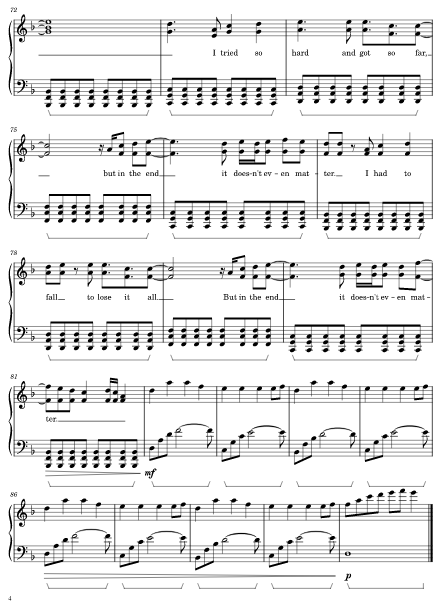 72
I tried so hard and got so far,
75
but in the end it does-n't ev-en mat-ter. I had to
78
fall to lose it all. But in the end it does-n't ev-en mat-
81
ter.
mf
86
p
4